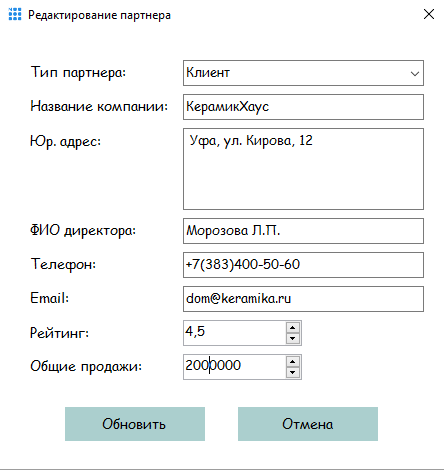 Редактирование партнера
Тип партнера: Клиент
Название компании: КерамикХаус
Юр. адрес: Уфа, ул. Кирова, 12
ФИО директора: Морозова Л.П.
Телефон: +7(383)400-50-60
Email: dom@keramika.ru
Рейтинг: 4,5
Общие продажи: 2000000
Обновить Отмена